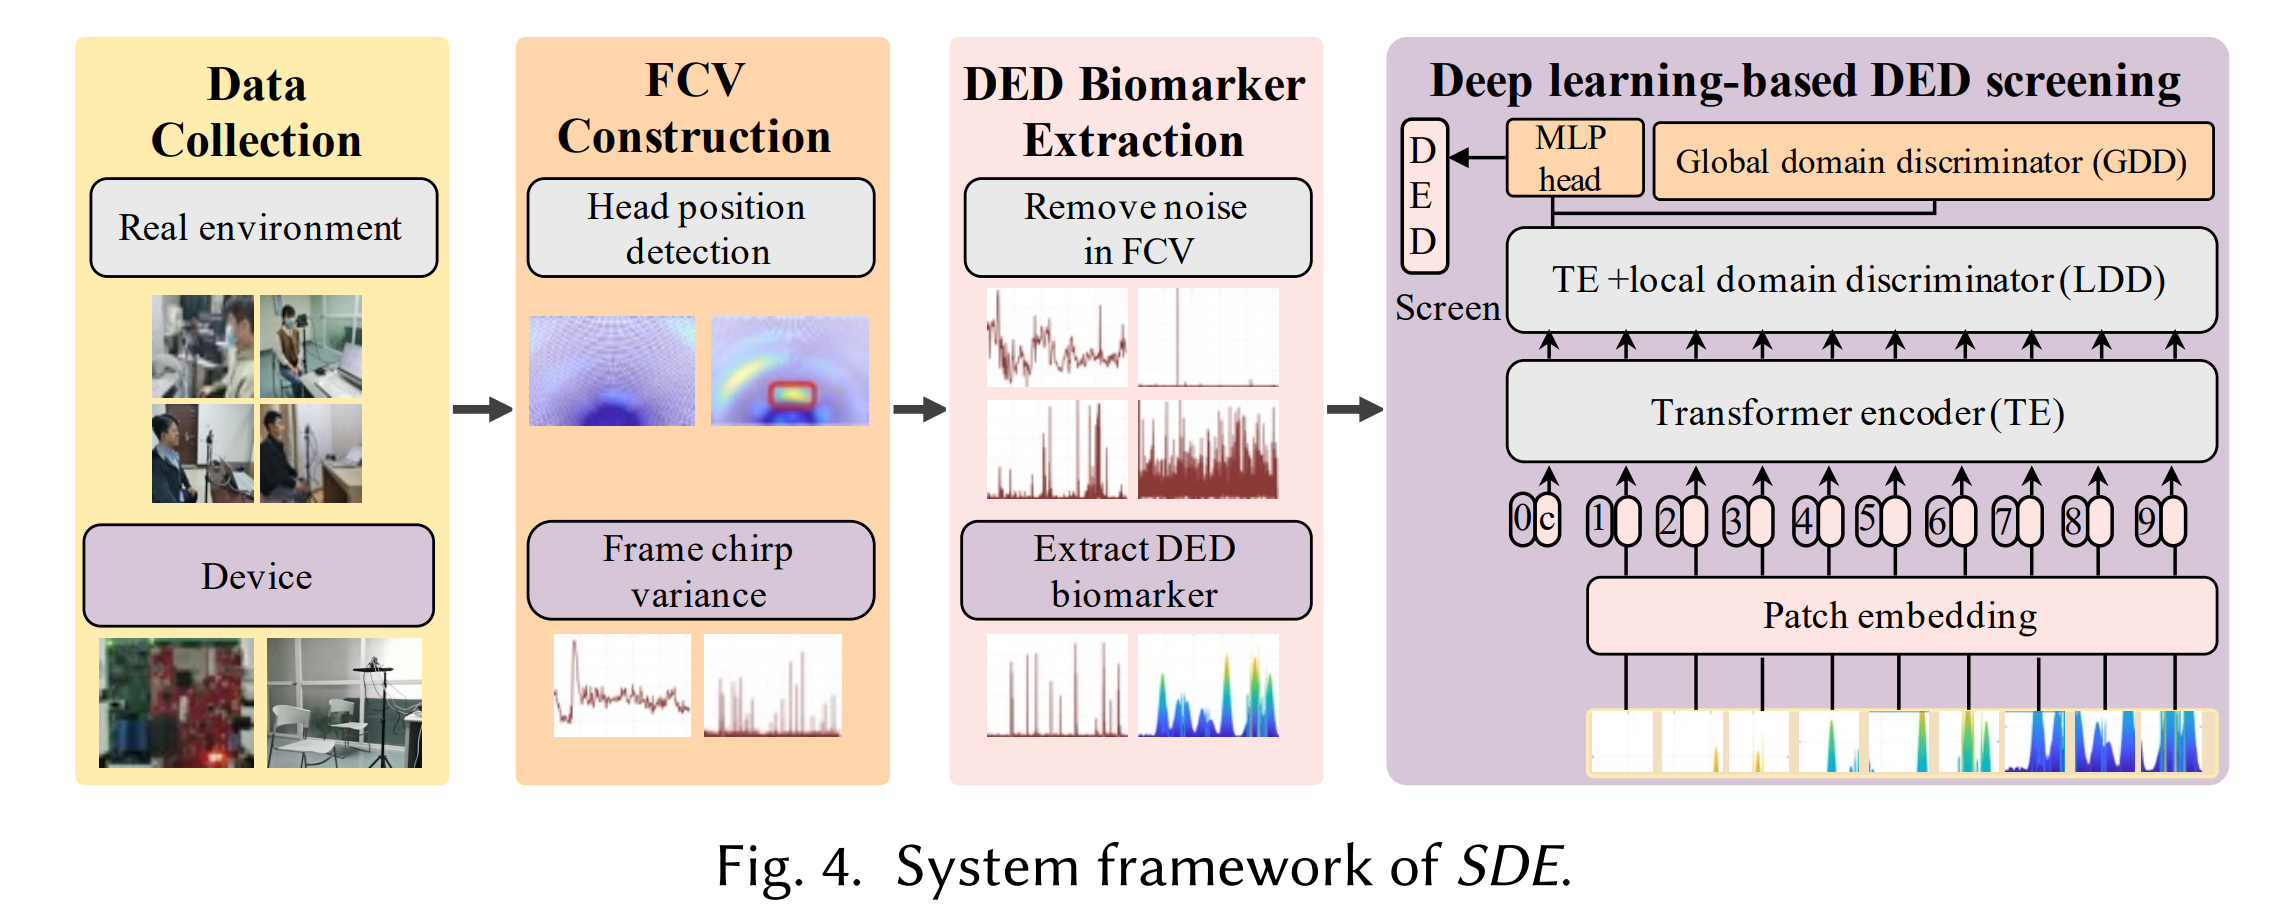 Data
Collection
Real environment
Device
FCV
Construction
Head position
detection
Frame chirp
variance
DED Biomarker
Extraction
Remove noise
in FCV
Extract DED
biomarker
Deep learning-based DED screening
D
E
D
Screen
MLP
head
Global domain discriminator (GDD)
TE +local domain discriminator (LDD)
Transformer encoder (TE)
0 c 1 2 3 4 5 6 7 8 9
Patch embedding
Fig. 4. System framework of SDE.